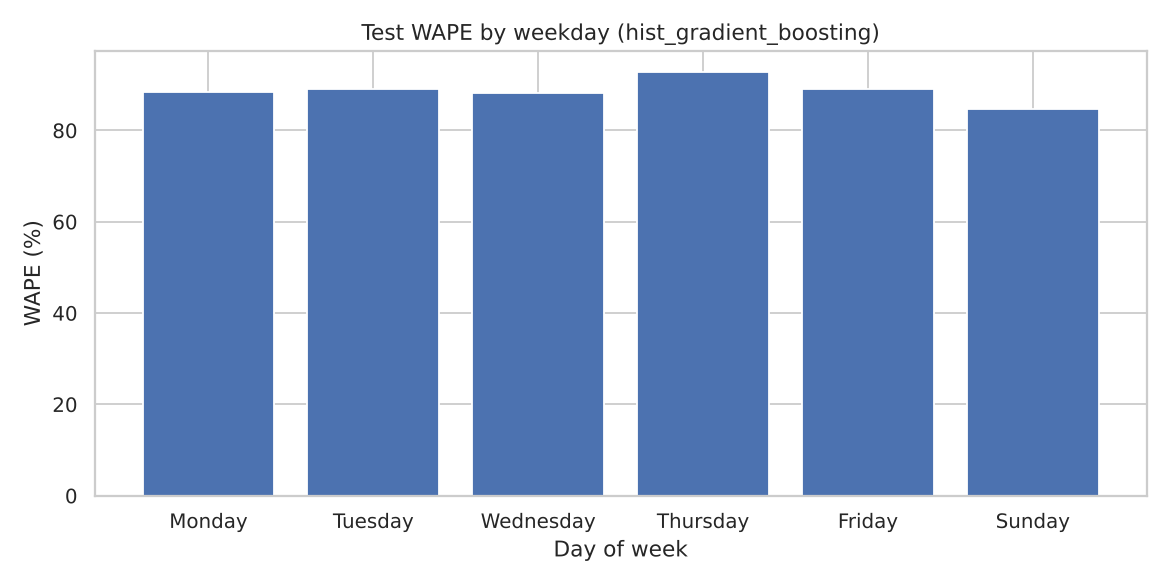 Test WAPE by weekday (hist_gradient_boosting)
WAPE (%)
80
60
40
20
0
Monday Tuesday Wednesday Thursday Friday Sunday
Day of week